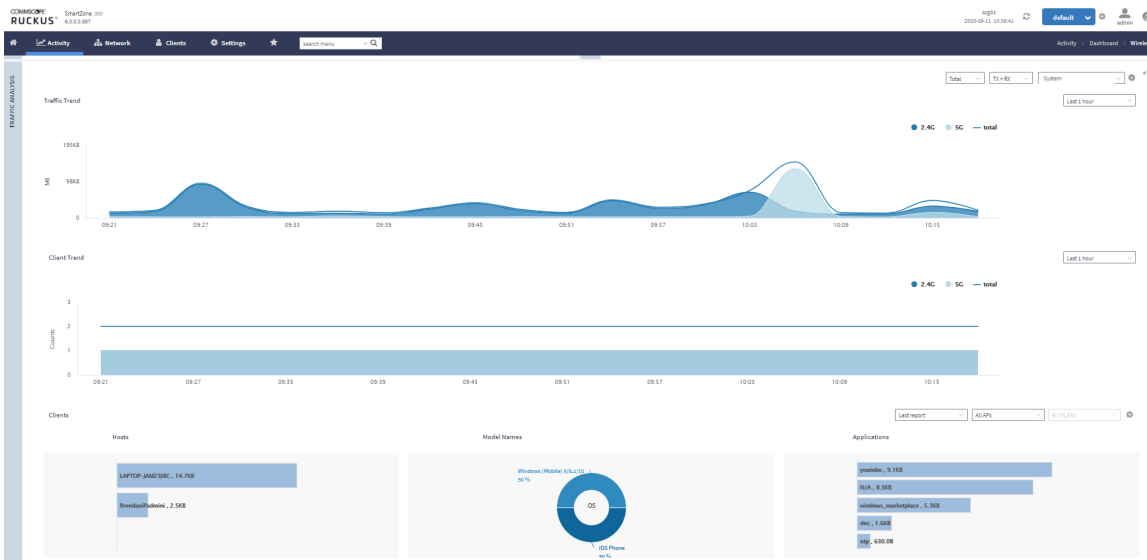 COMMSCOPE® SmartZone 300
RUCKUS® 6.0.0.0.897
scg61
2020-09-11 10:36:41
default
admin
Activity Network Clients Settings search menu
Activity > Dashboard > Wirele
TRAFFIC ANALYSIS
Total TX + RX System
Traffic Trend
Last 1 hour
2.4G 5G total
195KB
98KB
0
09:21 09:27 09:33 09:39 09:45 09:51 09:57 10:03 10:09 10:15
Client Trend
Last 1 hour
2.4G 5G total
Counts
3
2
1
0
09:21 09:27 09:33 09:39 09:45 09:51 09:57 10:03 10:09 10:15
Clients
Last report All APs All WLANs
Hosts
LAPTOP-JAM23J8C , 14.7KB
BrendaniPadmini , 2.5KB
Model Names
Windows (Mobile) 8/8.1/10
50 %
OS
iOS Phone
50 %
Applications
youtube , 9.1KB
N/A , 8.3KB
windows_marketplace , 5.3KB
dns , 1.6KB
ntp , 630.0B